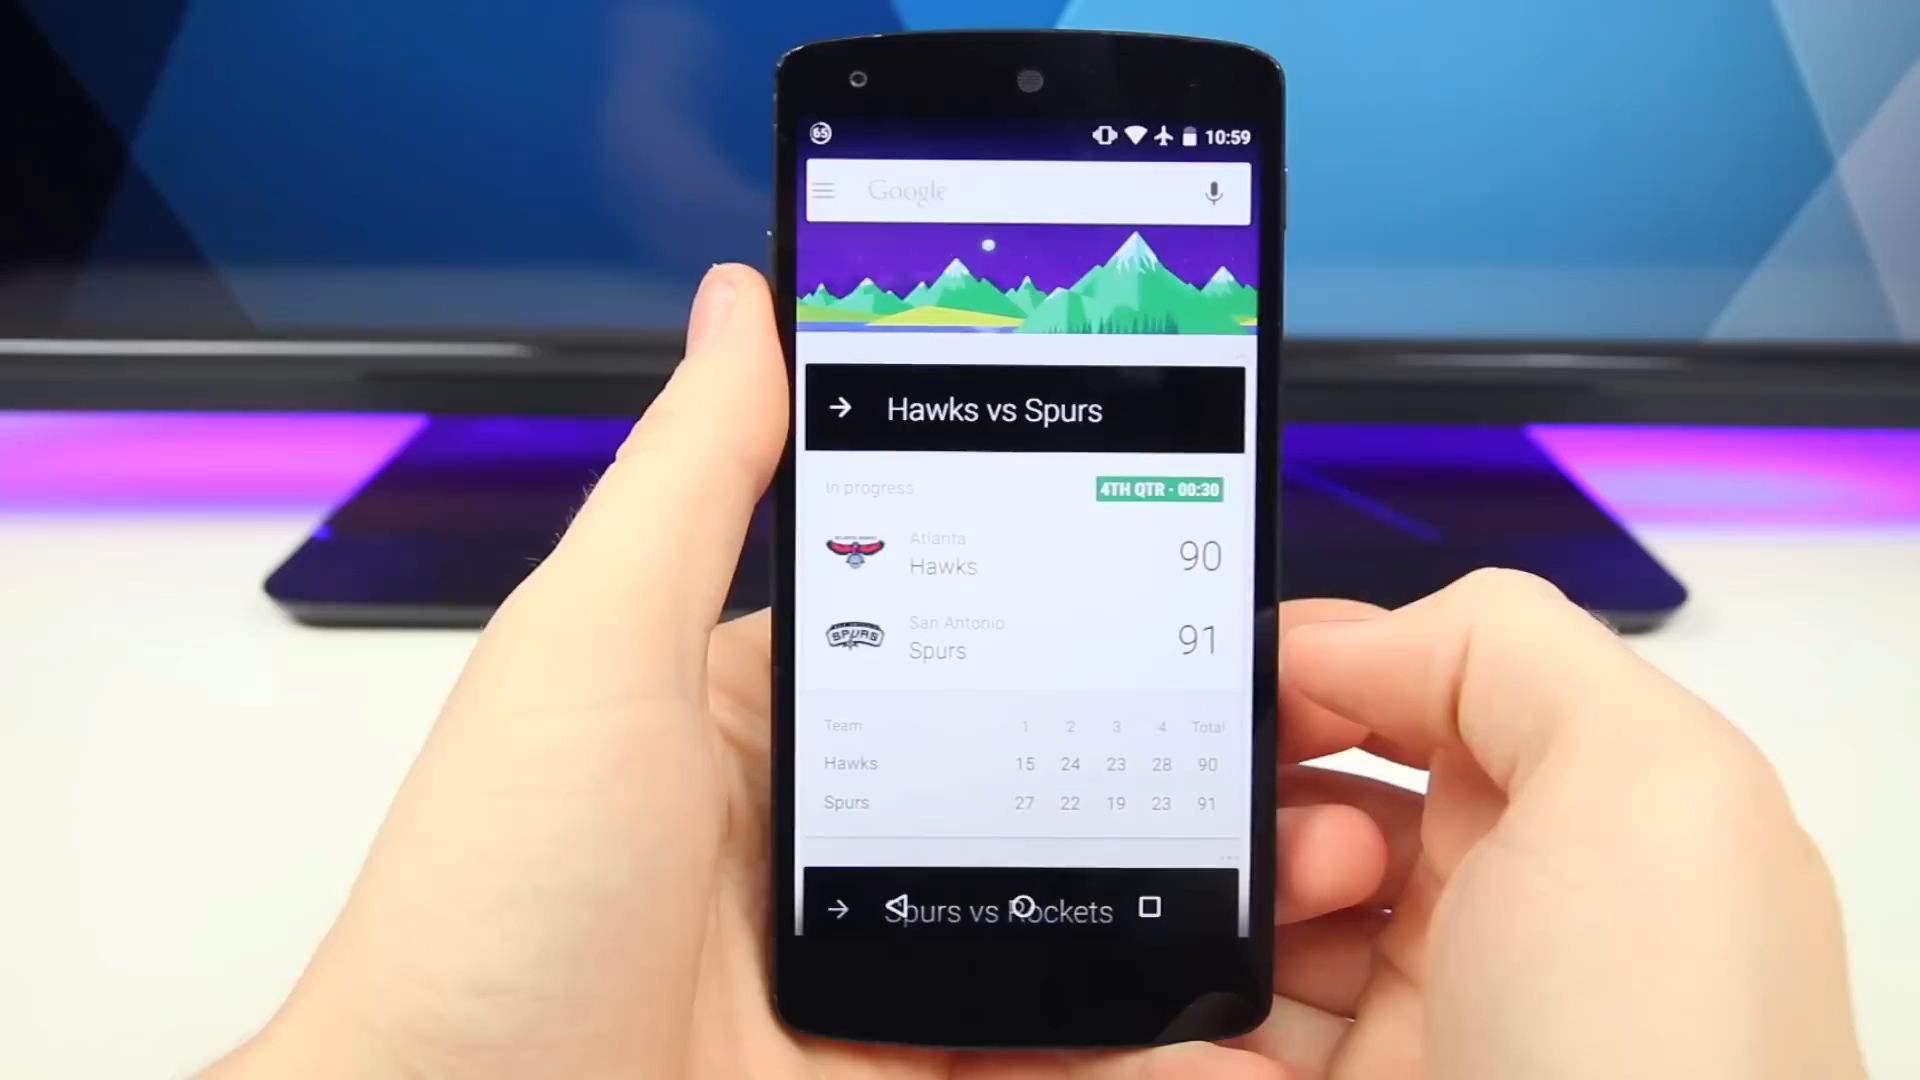 65
10:59
Google
Hawks vs Spurs
In progress
4TH QTR - 00:30
Atlanta
Hawks
90
SPURS
San Antonio
Spurs
91
Team 1 2 3 4 Total
Hawks 15 24 23 28 90
Spurs 27 22 19 23 91
Spurs vs Rockets